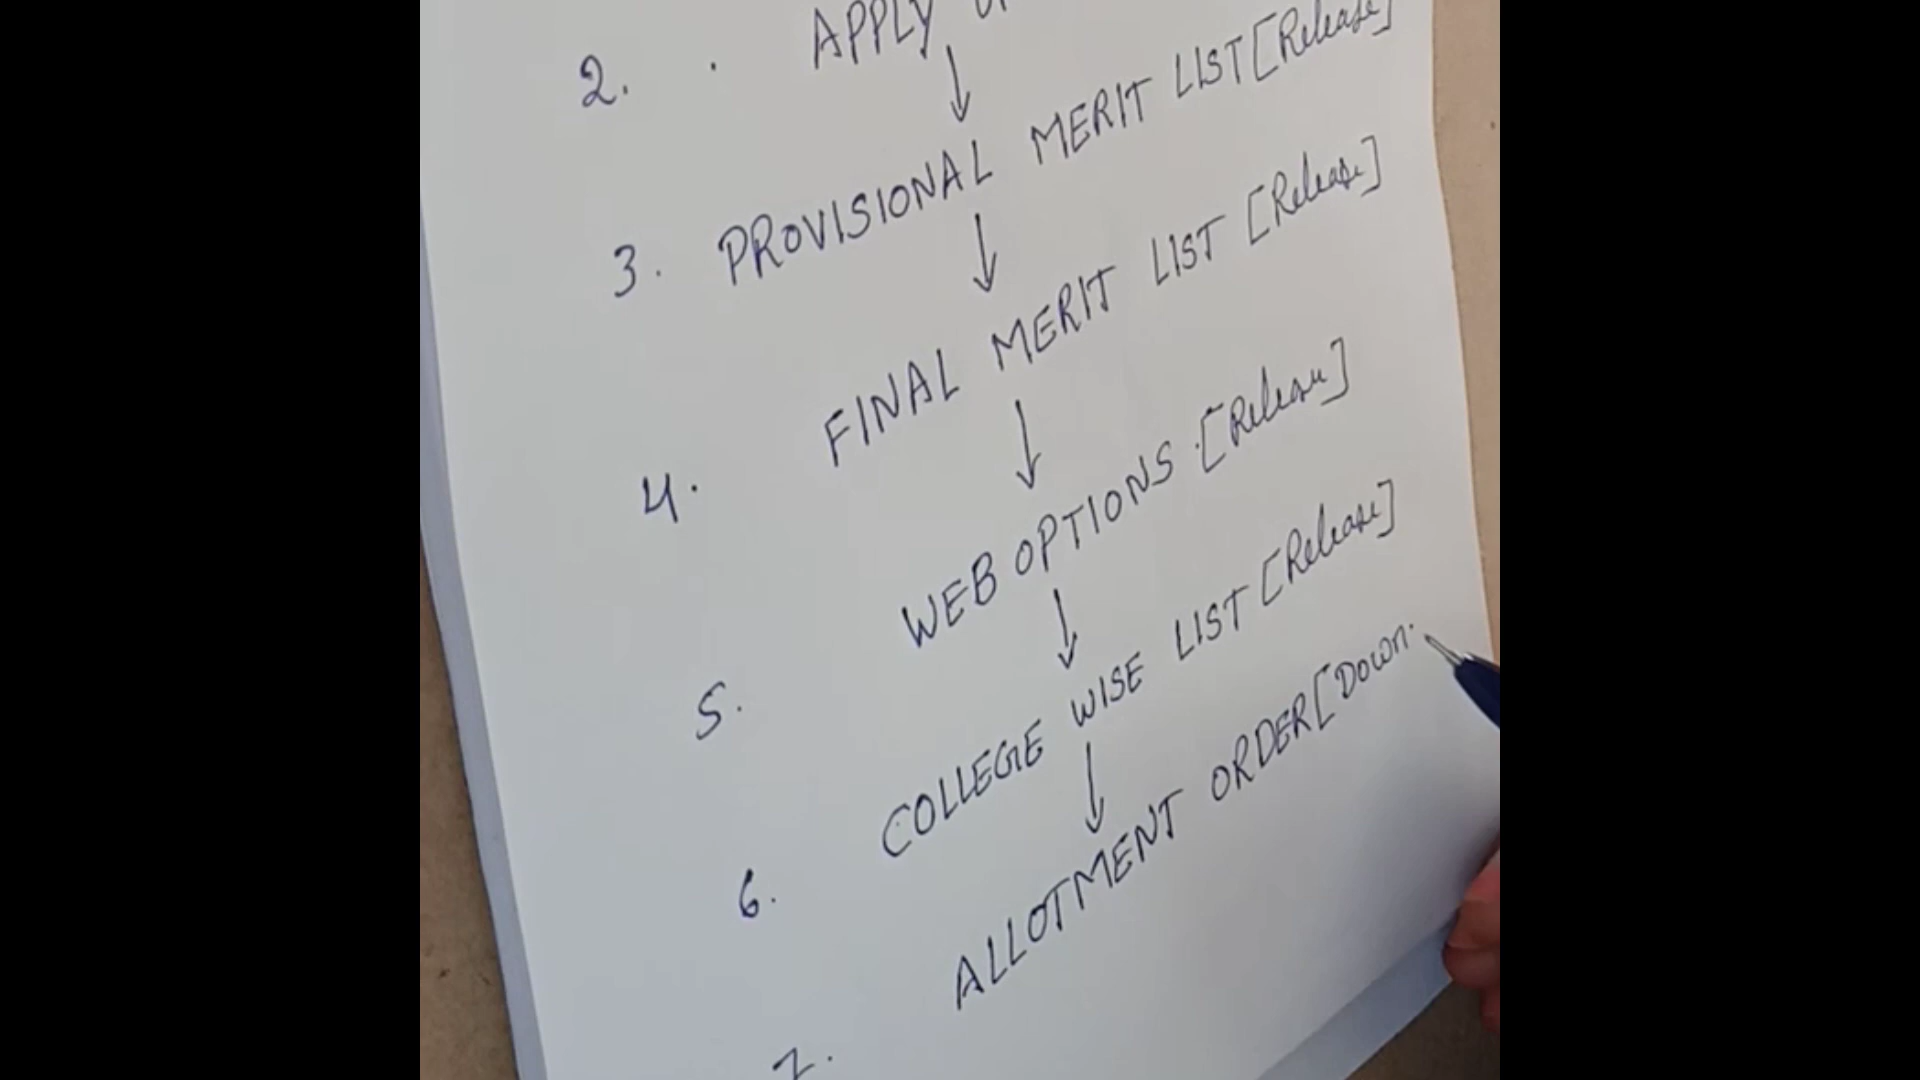 2. . APPLY
↓
3. PROVISIONAL MERIT LIST [Release]
↓
4. FINAL MERIT LIST [Release]
↓
5. WEB OPTIONS . [Release]
↓
6. COLLEGE WISE LIST [Release]
↓
7. ALLOTMENT ORDER [Down.